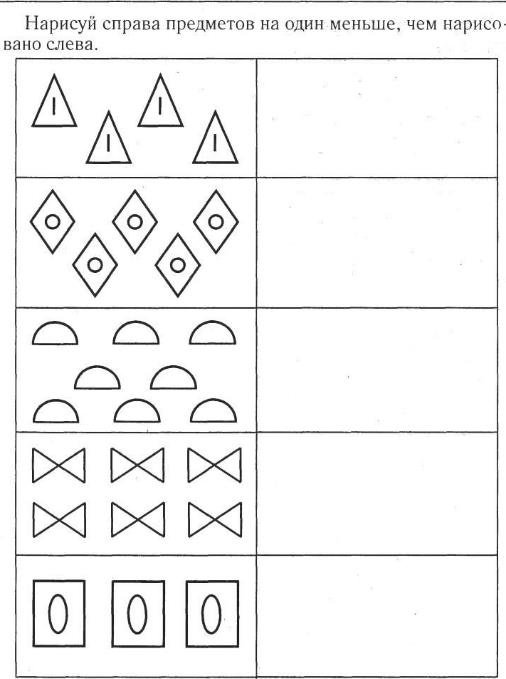 Нарисуй справа предметов на один меньше, чем нарисо-
вано слева.